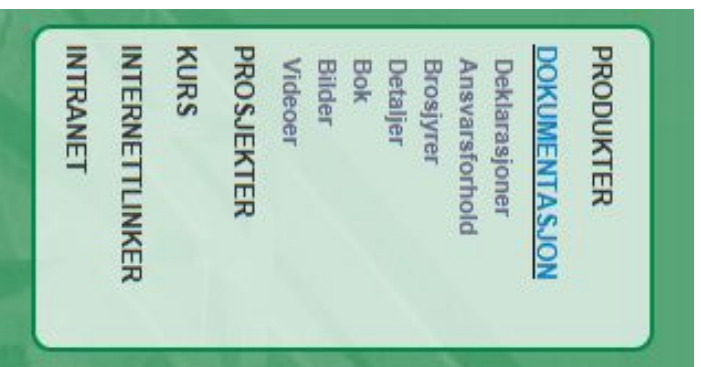 PRODUKTER
DOKUMENTASJON
Deklarasjoner
Ansvarsforhold
Brosjyrer
Detaljer
Bok
Bilder
Videoer
PROSJEKTER
KURS
INTERNETTLINKER
INTRANET